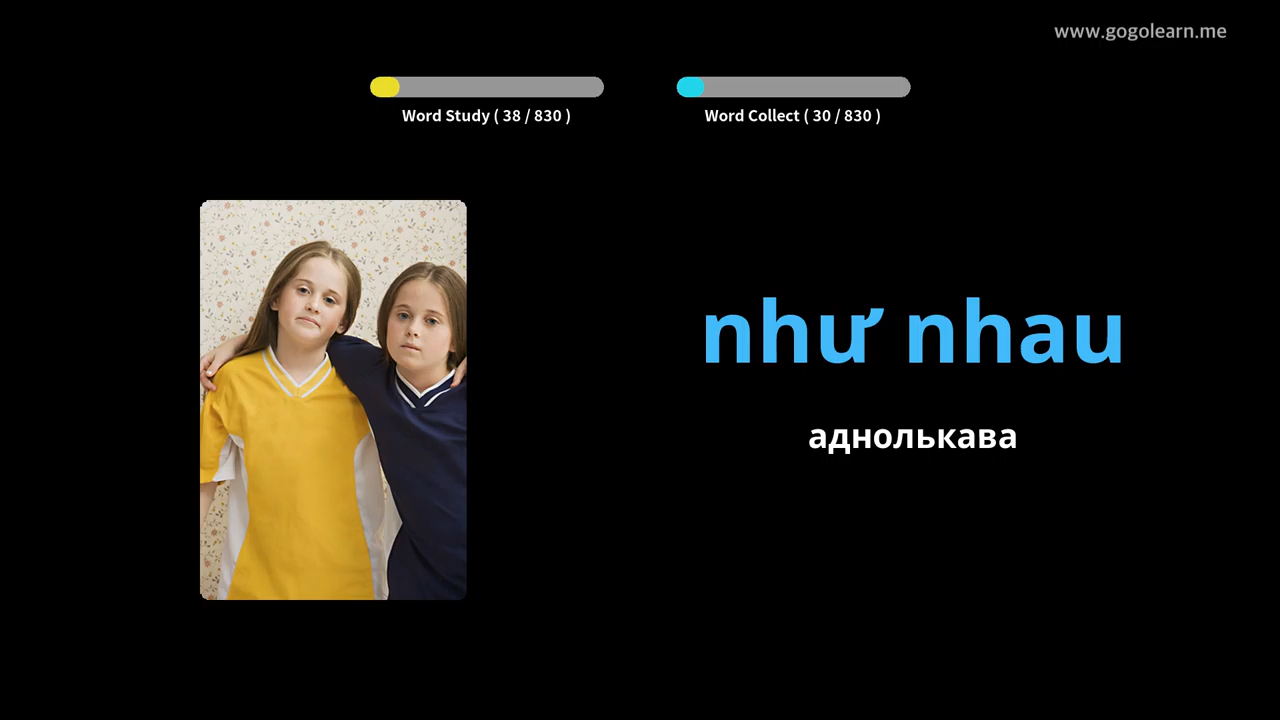 www.gogolearn.me
Word Study ( 38 / 830 )
Word Collect ( 30 / 830 )
như nhau
аднолькава